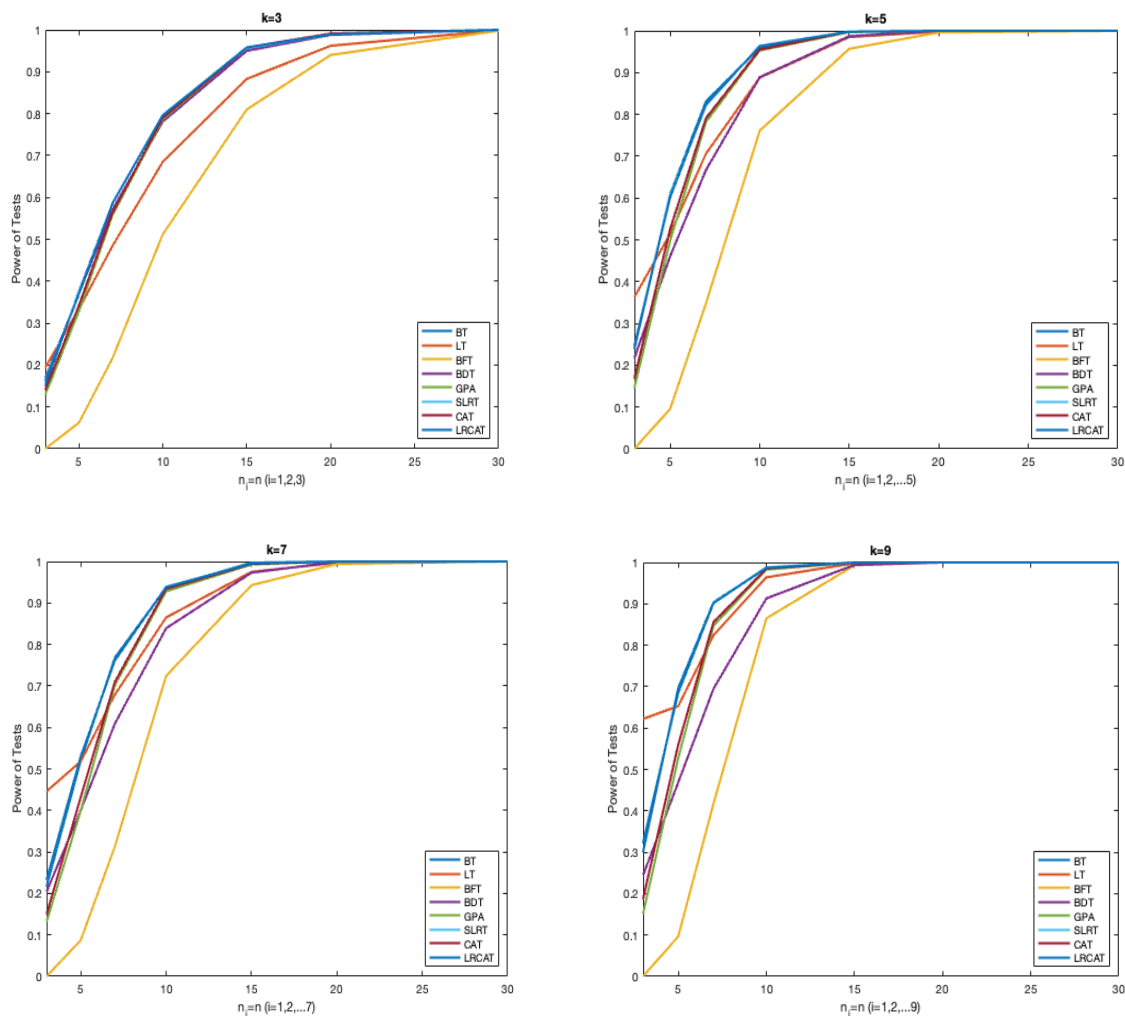 k=3
1
0.9
0.8
0.7
0.6
0.5
0.4
0.3
0.2
0.1
0
Power of Tests
5
10
15
20
25
30
n_i=n (i=1,2,3)
BT
LT
BFT
BDT
GPA
SLRT
CAT
LRCAT
k=5
1
0.9
0.8
0.7
0.6
0.5
0.4
0.3
0.2
0.1
0
Power of Tests
5
10
15
20
25
30
n_i=n (i=1,2,...5)
BT
LT
BFT
BDT
GPA
SLRT
CAT
LRCAT
k=7
1
0.9
0.8
0.7
0.6
0.5
0.4
0.3
0.2
0.1
0
Power of Tests
5
10
15
20
25
30
n_i=n (i=1,2,...7)
BT
LT
BFT
BDT
GPA
SLRT
CAT
LRCAT
k=9
1
0.9
0.8
0.7
0.6
0.5
0.4
0.3
0.2
0.1
0
Power of Tests
5
10
15
20
25
30
n_i=n (i=1,2,...9)
BT
LT
BFT
BDT
GPA
SLRT
CAT
LRCAT